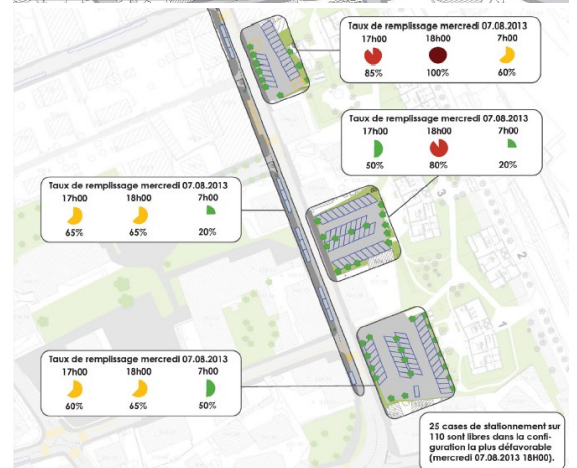 Taux de remplissage mercredi 07.08.2013
17h00 18h00 7h00
85% 100% 60%
Taux de remplissage mercredi 07.08.2013
17h00 18h00 7h00
50% 80% 20%
Taux de remplissage mercredi 07.08.2013
17h00 18h00 7h00
65% 65% 20%
Taux de remplissage mercredi 07.08.2013
17h00 18h00 7h00
60% 65% 50%
25 cases de stationnement sur
110 sont libres dans la confi-
guration la plus défavorable
(mercredi 07.08.2013 18H00).